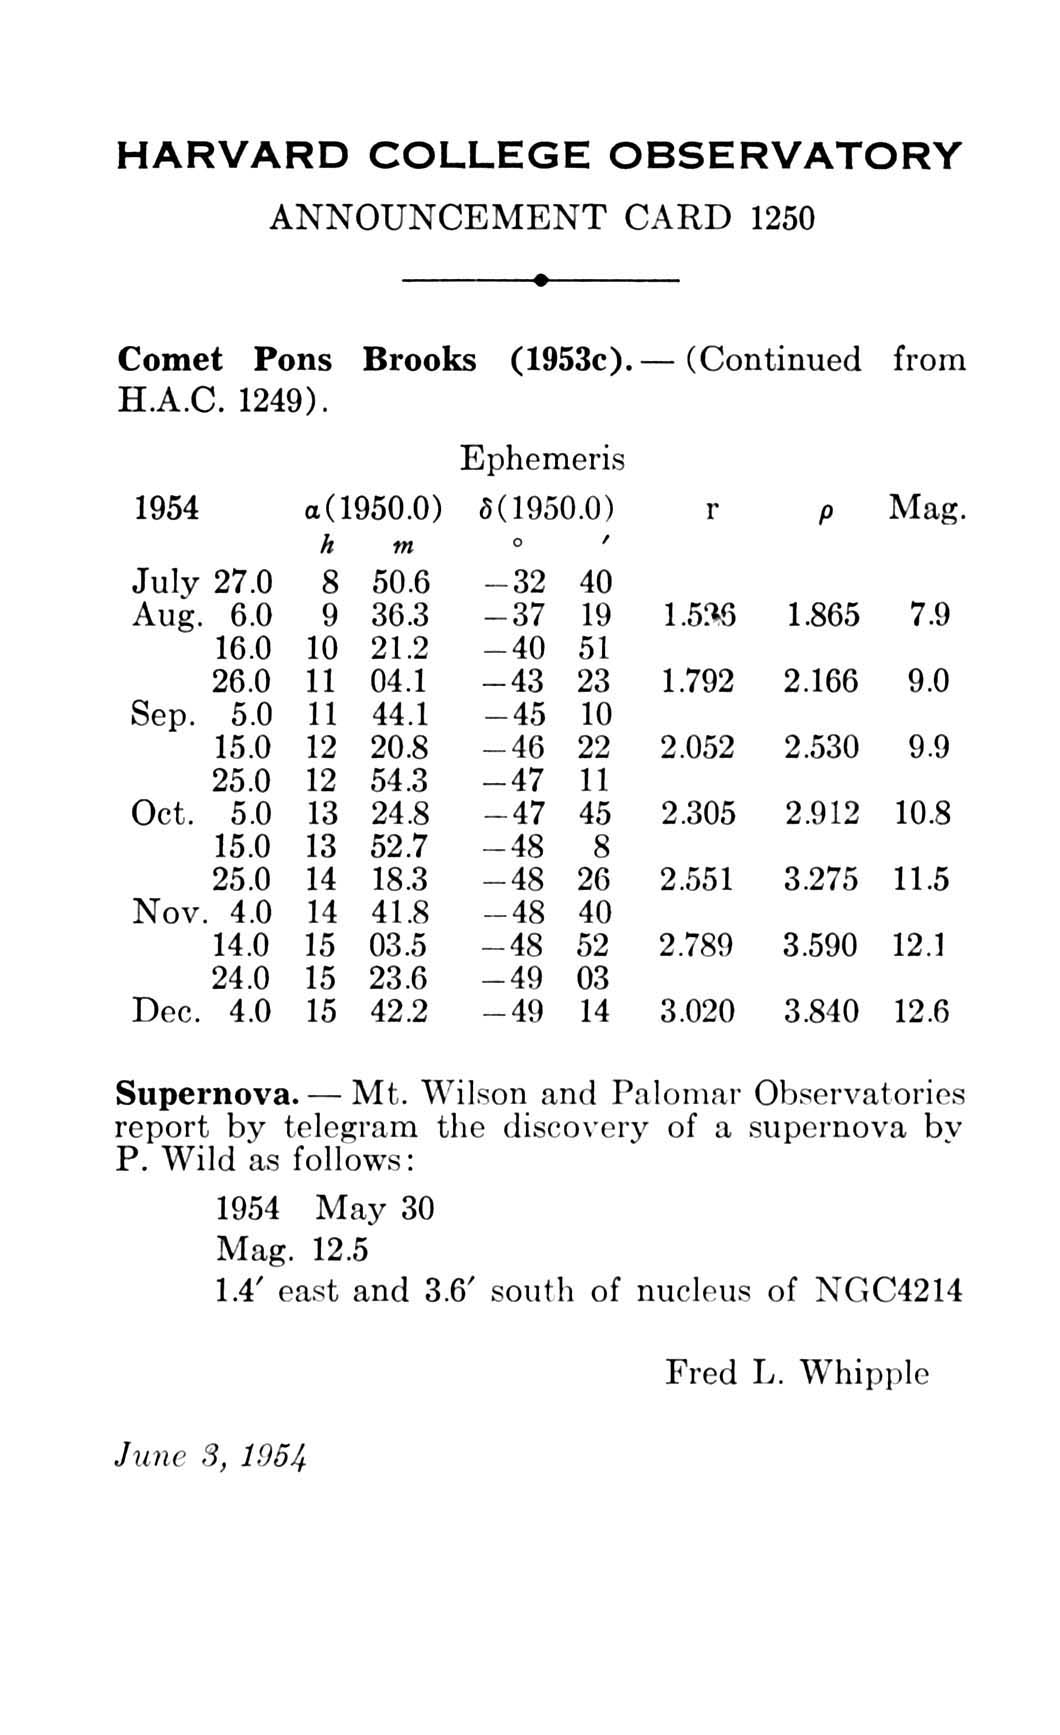 HARVARD COLLEGE OBSERVATORY
ANNOUNCEMENT CARD 1250
Comet Pons Brooks (1953c). — (Continued from
H.A.C. 1249).
Ephemeris
1954 α(1950.0) δ(1950.0) r ρ Mag.
h m ° ′
July 27.0 8 50.6 —32 40
Aug. 6.0 9 36.3 —37 19 1.865 7.9
16.0 10 21.2 —40 51
26.0 11 04.1 —43 23 1.792 2.166 9.0
Sep. 5.0 11 44.1 —45 10
15.0 12 20.8 —46 22 2.052 2.530 9.9
25.0 12 54.3 —47 11
Oct. 5.0 13 24.8 —47 45 2.305 2.912 10.8
15.0 13 52.7 —48 8
25.0 14 18.3 —48 26 2.551 3.275 11.5
Nov. 4.0 14 41.8 —48 40
14.0 15 03.5 —48 52 2.789 3.590 12.1
24.0 15 23.6 —49 03
Dec. 4.0 15 42.2 —49 14 3.020 3.840 12.6
Supernova. — Mt. Wilson and Palomar Observatories
report by telegram the discovery of a supernova by
P. Wild as follows:
1954 May 30
Mag. 12.5
1.4′ east and 3.6′ south of nucleus of NGC4214
Fred L. Whipple
June 3, 1954